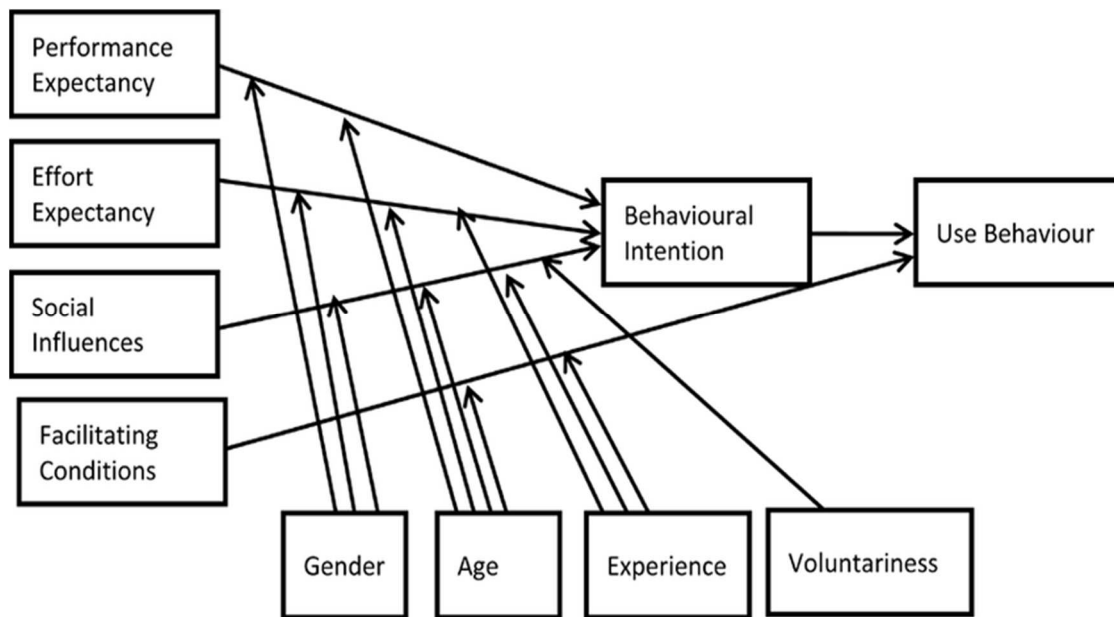 Performance
Expectancy
Effort
Expectancy
Social
Influences
Facilitating
Conditions
Behavioural
Intention
Use Behaviour
Gender
Age
Experience
Voluntariness